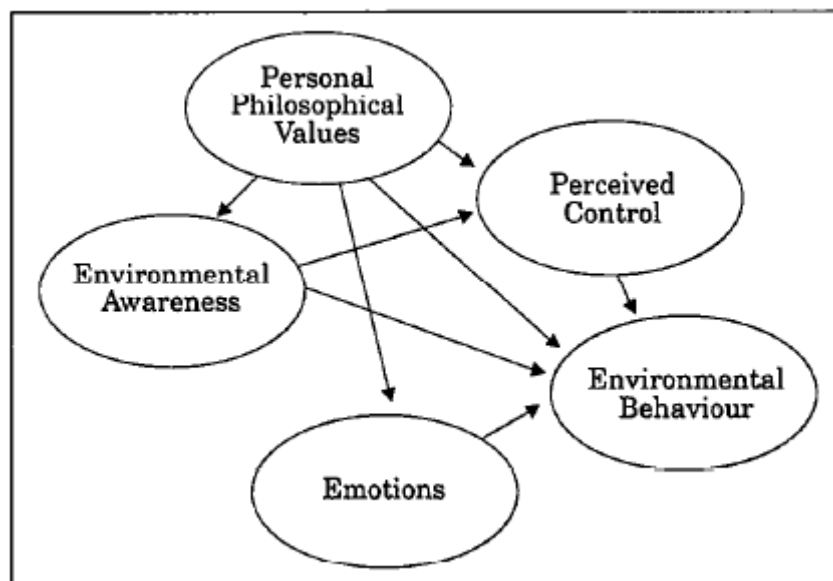 Personal
Philosophical
Values
Perceived
Control
Environmental
Awareness
Environmental
Behaviour
Emotions